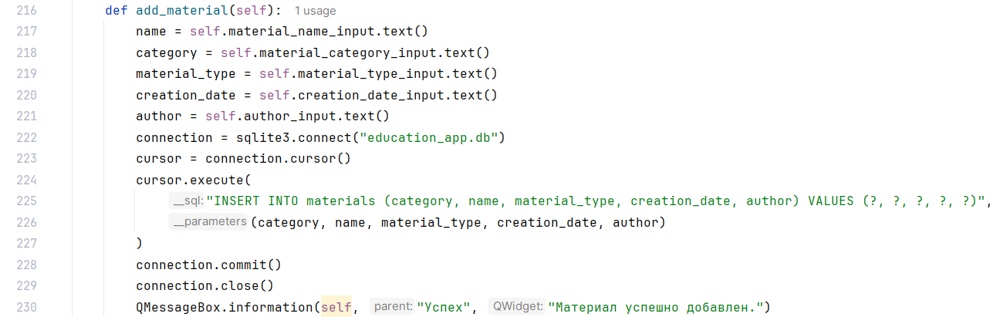 216 def add_material(self): 1 usage
217 name = self.material_name_input.text()
218 category = self.material_category_input.text()
219 material_type = self.material_type_input.text()
220 creation_date = self.creation_date_input.text()
221 author = self.author_input.text()
222 connection = sqlite3.connect("education_app.db")
223 cursor = connection.cursor()
224 cursor.execute(
225 __sql: "INSERT INTO materials (category, name, material_type, creation_date, author) VALUES (?, ?, ?, ?, ?)",
226 __parameters (category, name, material_type, creation_date, author)
227 )
228 connection.commit()
229 connection.close()
230 QMessageBox.information(self, parent: "Успех", QWidget: "Материал успешно добавлен.")